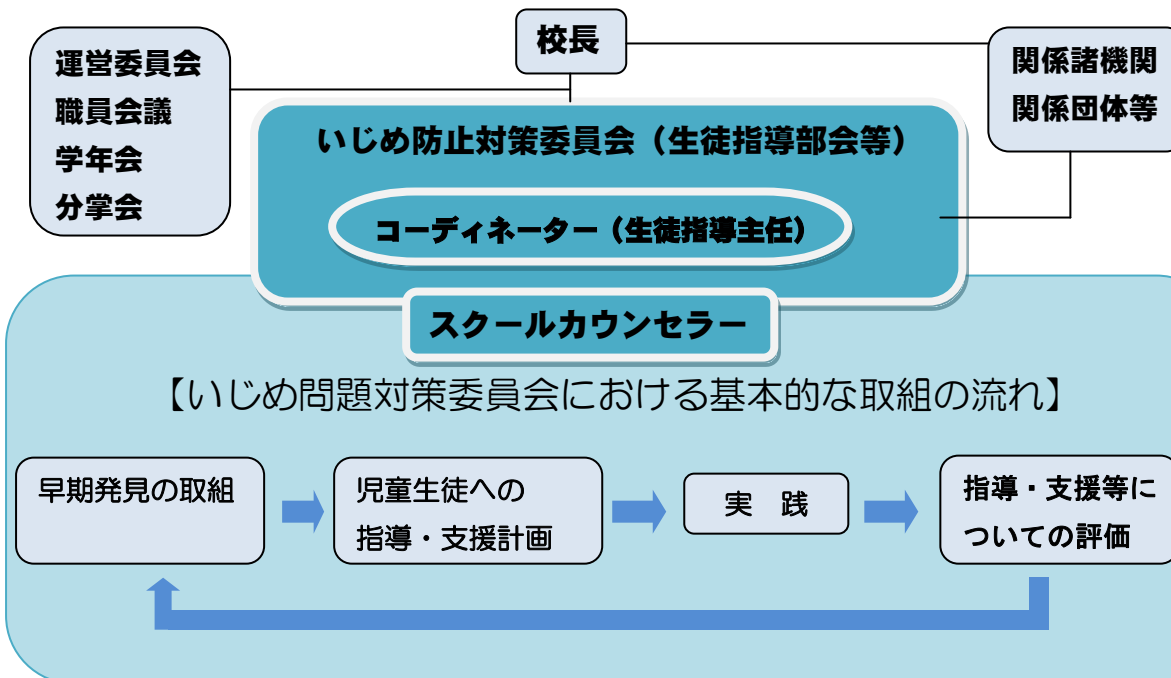 校長
運営委員会
職員会議
学年会
分掌会
関係諸機関
関係団体等
いじめ防止対策委員会（生徒指導部会等）
コーディネーター（生徒指導主任）
スクールカウンセラー
【いじめ問題対策委員会における基本的な取組の流れ】
早期発見の取組
児童生徒への
指導・支援計画
実　践
指導・支援等に
ついての評価